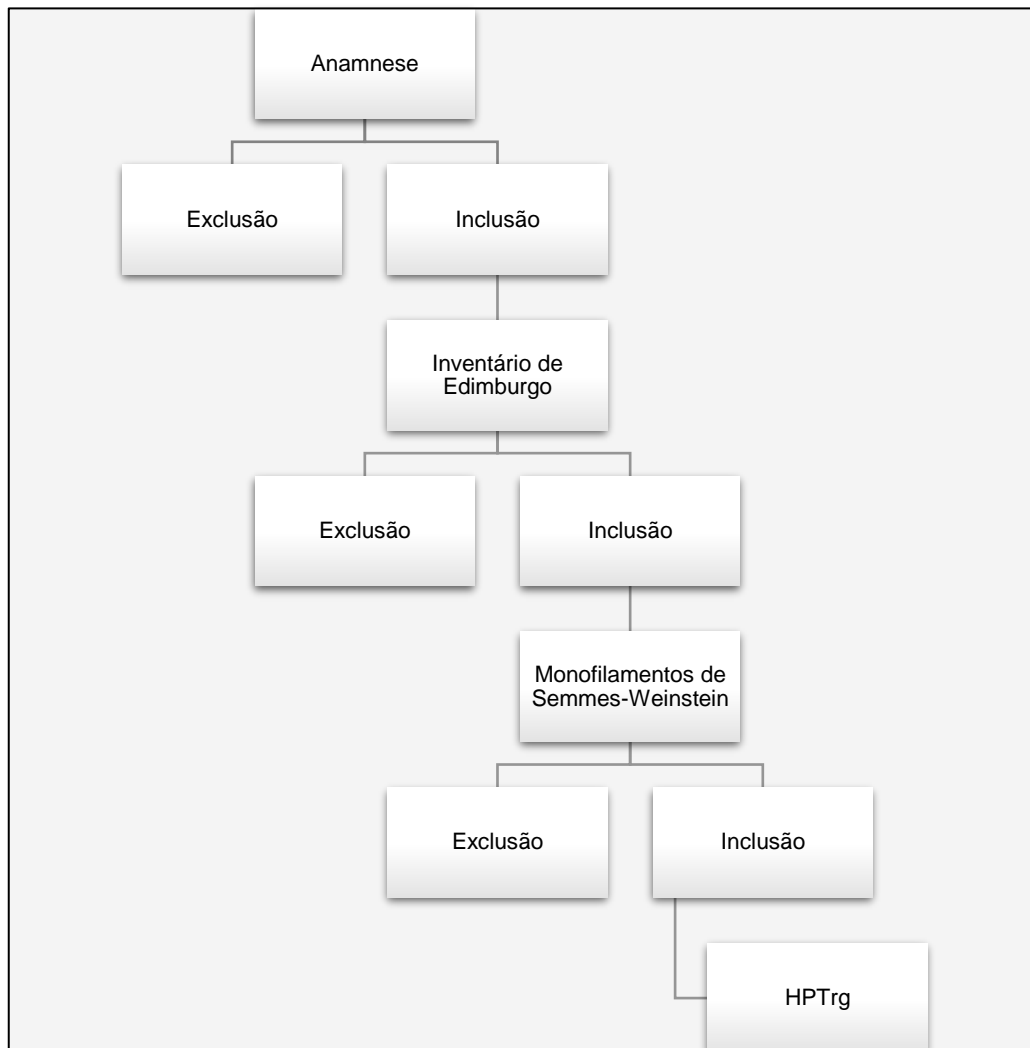 Anamnese
Exclusão
Inclusão
Inventário de
Edimburgo
Exclusão
Inclusão
Monofilamentos de
Semmes-Weinstein
Exclusão
Inclusão
HPTrg